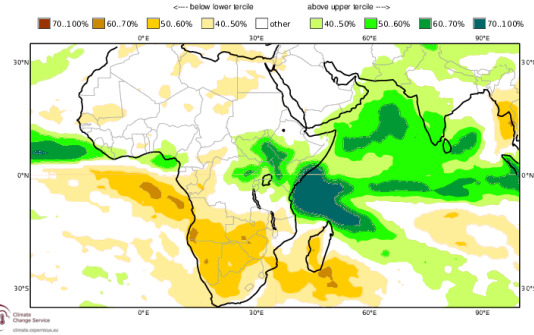 <---- below lower tercile above upper tercile ---->
70..100% 60..70% 50..60% 40..50% other 40..50% 50..60% 60..70% 70..100%
0°E 30°E 60°E 90°E
30°N 30°N
0°N 0°N
30°S 30°S
0°E 30°E 60°E 90°E
Climate
Change Service
climate.copernicus.eu